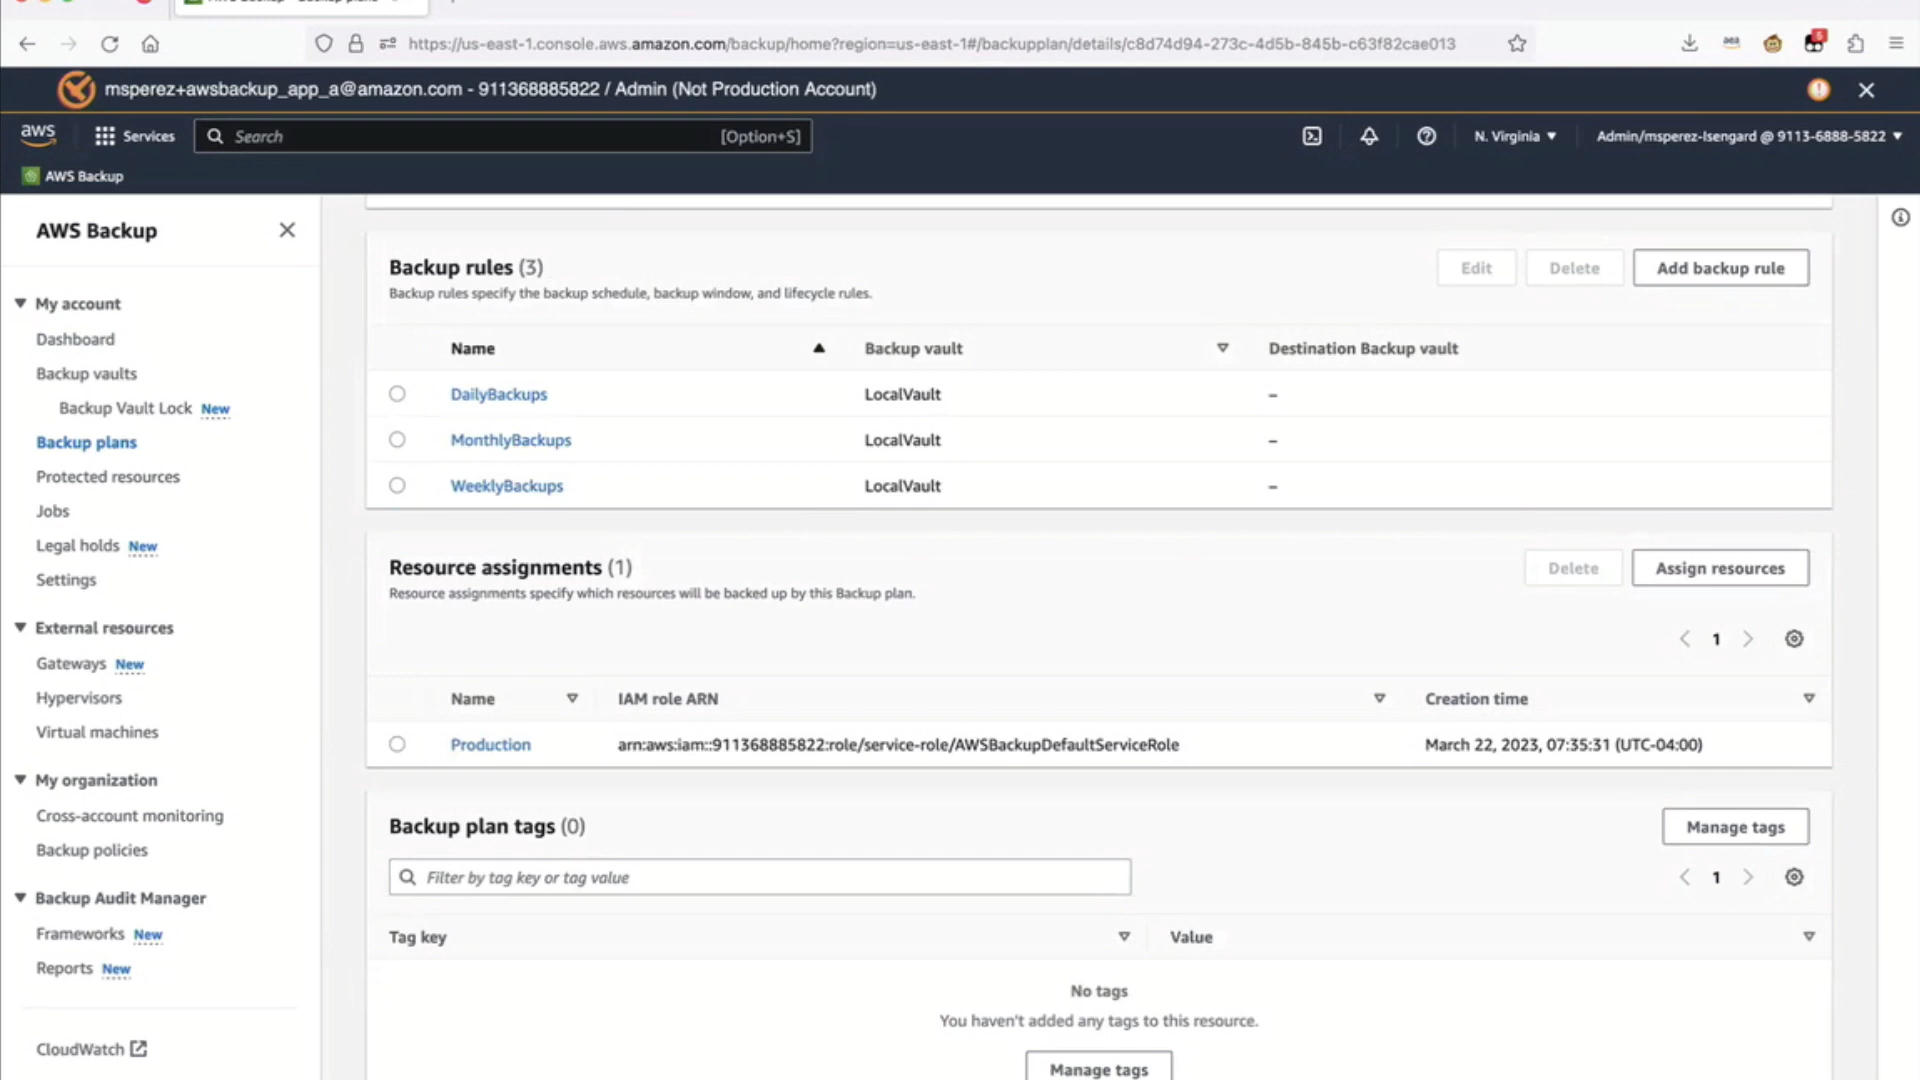 https://us-east-1.console.aws.amazon.com/backup/home?region=us-east-1#/backupplan/details/c8d74d94-273c-4d5b-845b-c63f82cae013
msperez+awsbackup_app_a@amazon.com - 911368885822 / Admin (Not Production Account)
aws Services Search [Option+S] N. Virginia Admin/msperez-Isengard @ 9113-6888-5822
AWS Backup
AWS Backup
My account
Dashboard
Backup vaults
Backup Vault Lock New
Backup plans
Protected resources
Jobs
Legal holds New
Settings
External resources
Gateways New
Hypervisors
Virtual machines
My organization
Cross-account monitoring
Backup policies
Backup Audit Manager
Frameworks New
Reports New
CloudWatch
Backup rules (3) Edit Delete Add backup rule
Backup rules specify the backup schedule, backup window, and lifecycle rules.
Name Backup vault Destination Backup vault
DailyBackups LocalVault –
MonthlyBackups LocalVault –
WeeklyBackups LocalVault –
Resource assignments (1) Delete Assign resources
Resource assignments specify which resources will be backed up by this Backup plan.
1
Name IAM role ARN Creation time
Production arn:aws:iam::911368885822:role/service-role/AWSBackupDefaultServiceRole March 22, 2023, 07:35:31 (UTC-04:00)
Backup plan tags (0) Manage tags
Filter by tag key or tag value 1
Tag key Value
No tags
You haven't added any tags to this resource.
Manage tags